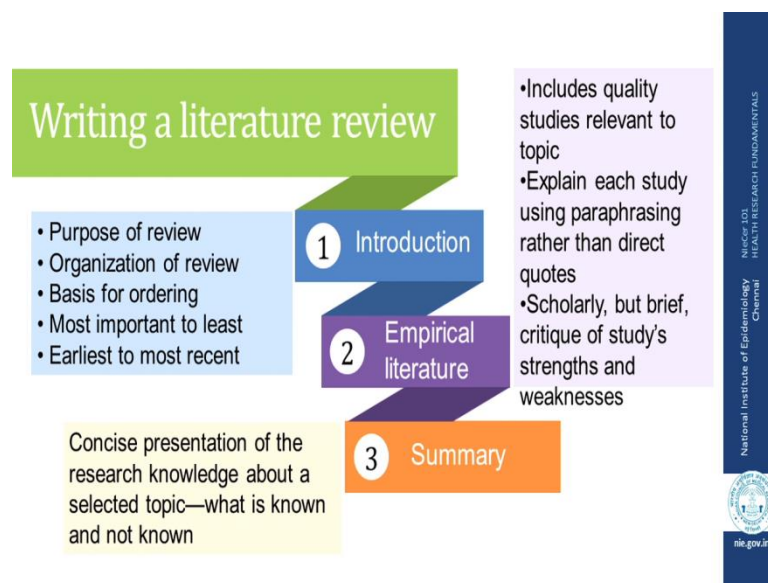 Writing a literature review
• Purpose of review
• Organization of review
• Basis for ordering
• Most important to least
• Earliest to most recent
1 Introduction
2 Empirical
literature
•Includes quality
studies relevant to
topic
•Explain each study
using paraphrasing
rather than direct
quotes
•Scholarly, but brief,
critique of study's
strengths and
weaknesses
3 Summary
Concise presentation of the
research knowledge about a
selected topic—what is known
and not known
NIeCer 101
HEALTH RESEARCH FUNDAMENTALS
National Institute of Epidemiology
Chennai
nie.gov.in